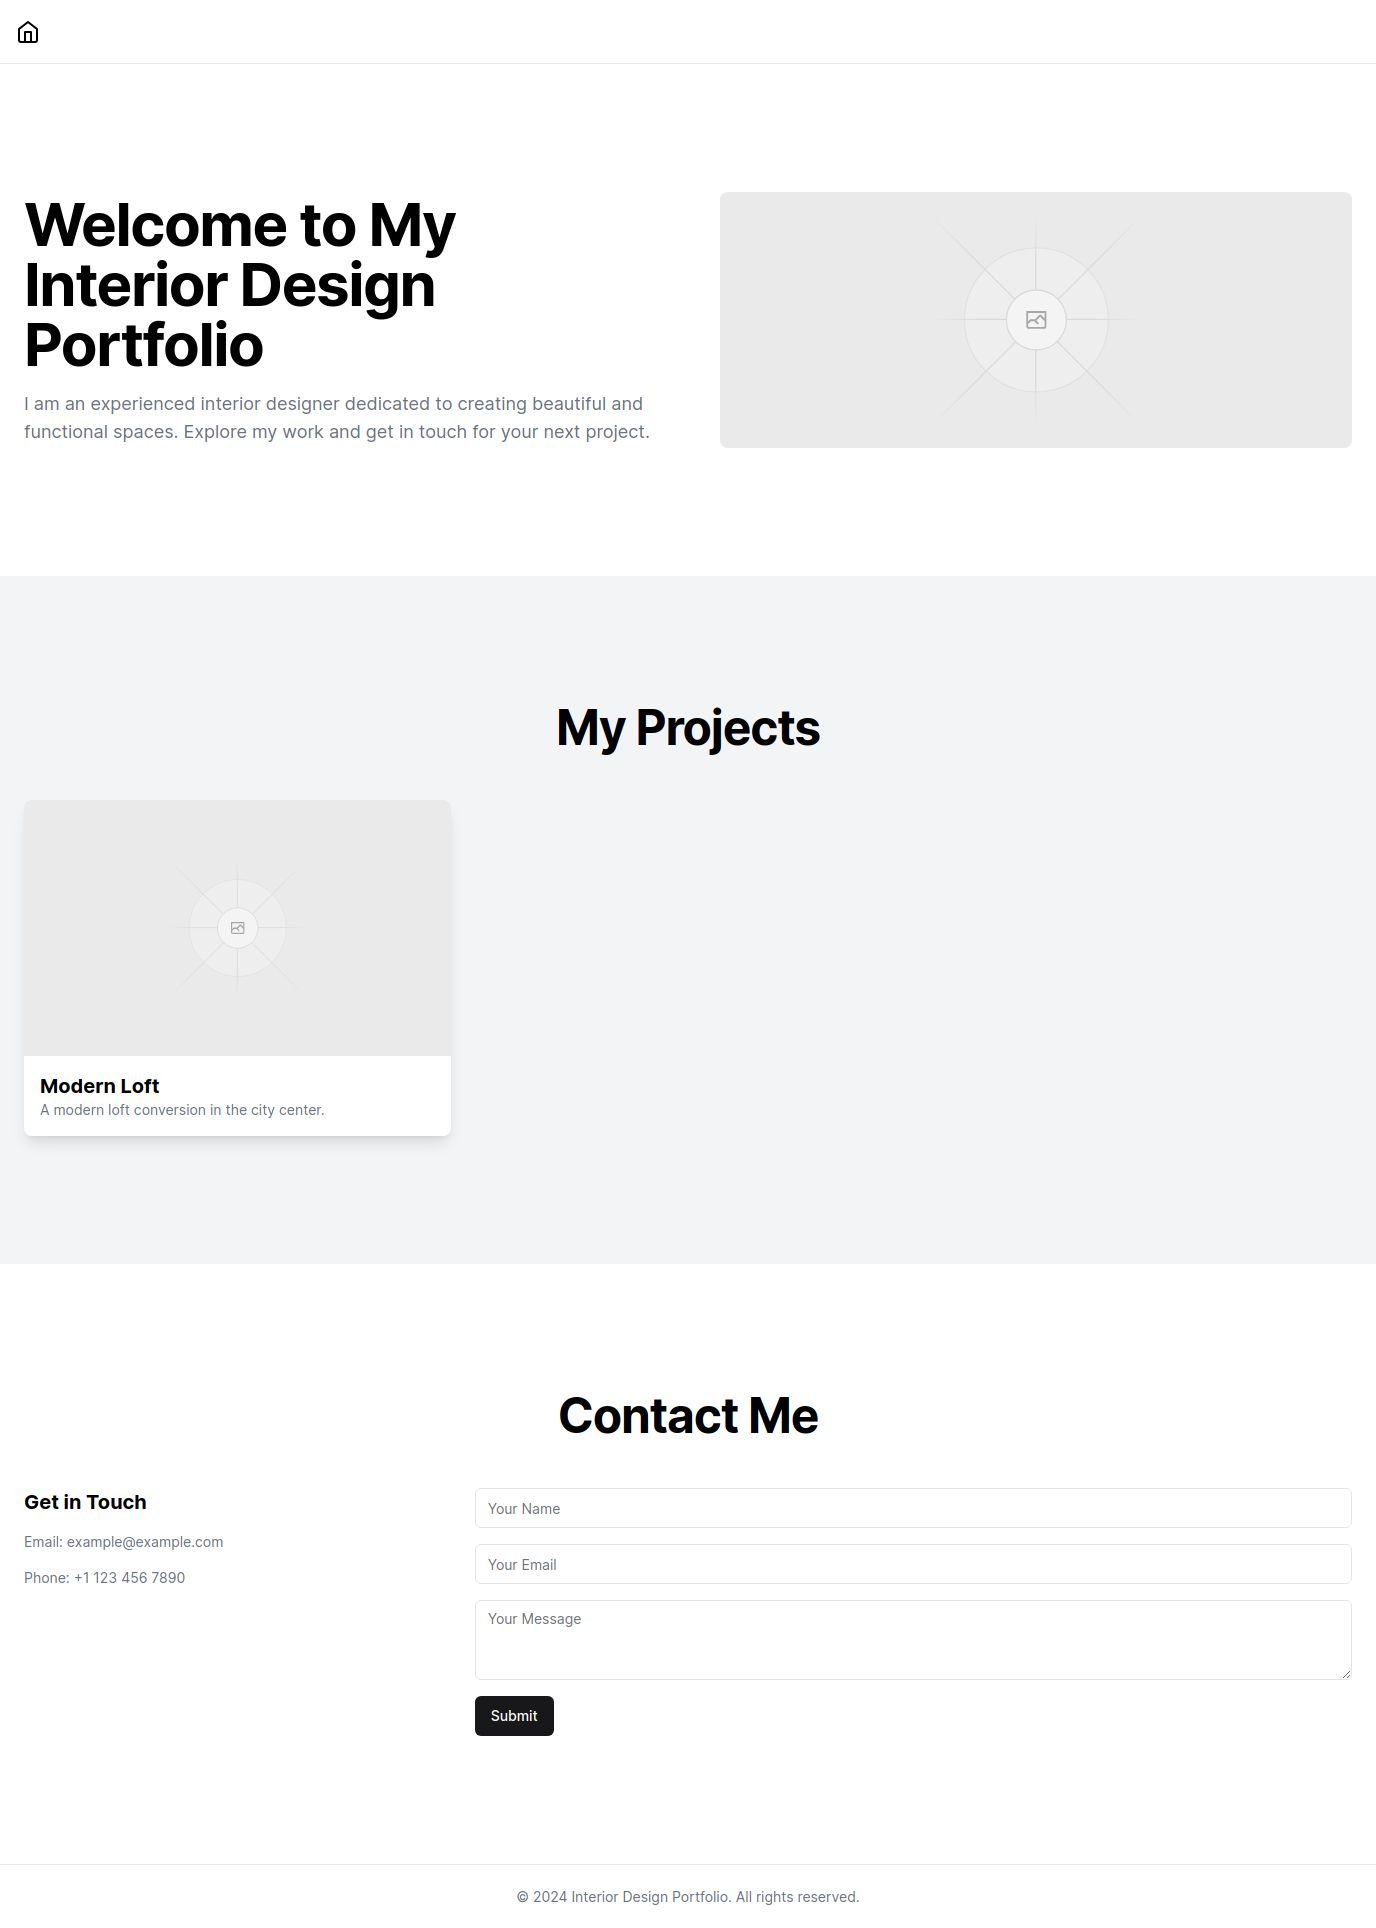 Welcome to My
Interior Design
Portfolio
I am an experienced interior designer dedicated to creating beautiful and
functional spaces. Explore my work and get in touch for your next project.
My Projects
Modern Loft
A modern loft conversion in the city center.
Contact Me
Get in Touch
Email: example@example.com
Phone: +1 123 456 7890
Your Name
Your Email
Your Message
Submit
© 2024 Interior Design Portfolio. All rights reserved.